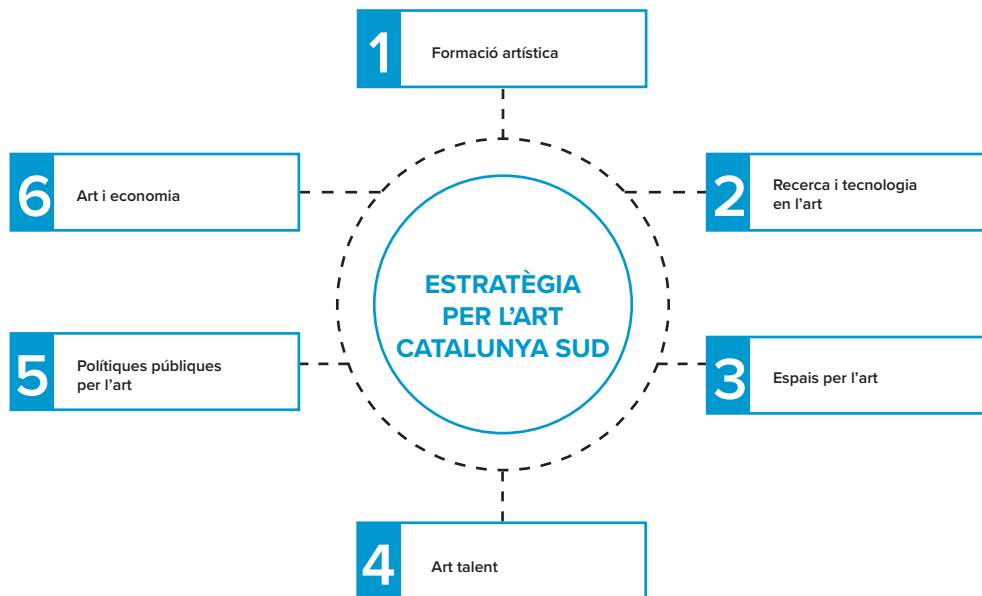 1
Formació artística
2
Recerca i tecnologia
en l’art
3
Espais per l’art
4
Art talent
5
Polítiques públiques
per l’art
6
Art i economia
ESTRATÈGIA
PER L’ART
CATALUNYA SUD